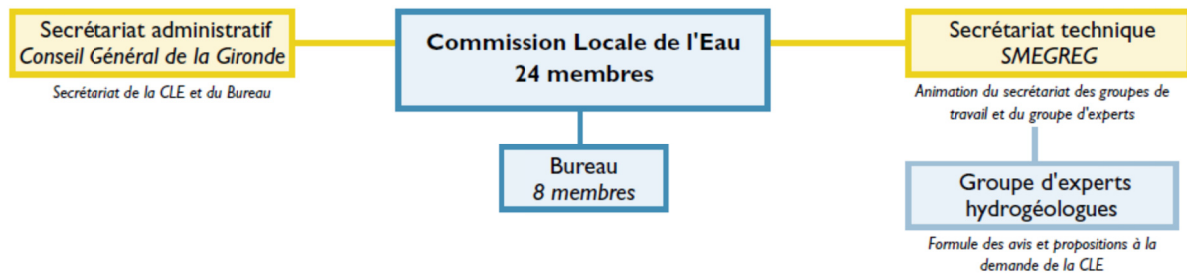 Secrétariat administratif
Conseil Général de la Gironde
Secrétariat de la CLE et du Bureau
Commission Locale de l'Eau
24 membres
Bureau
8 membres
Secrétariat technique
SMEGREG
Animation du secrétariat des groupes de
travail et du groupe d'experts
Groupe d'experts
hydrogéologues
Formule des avis et propositions à la
demande de la CLE